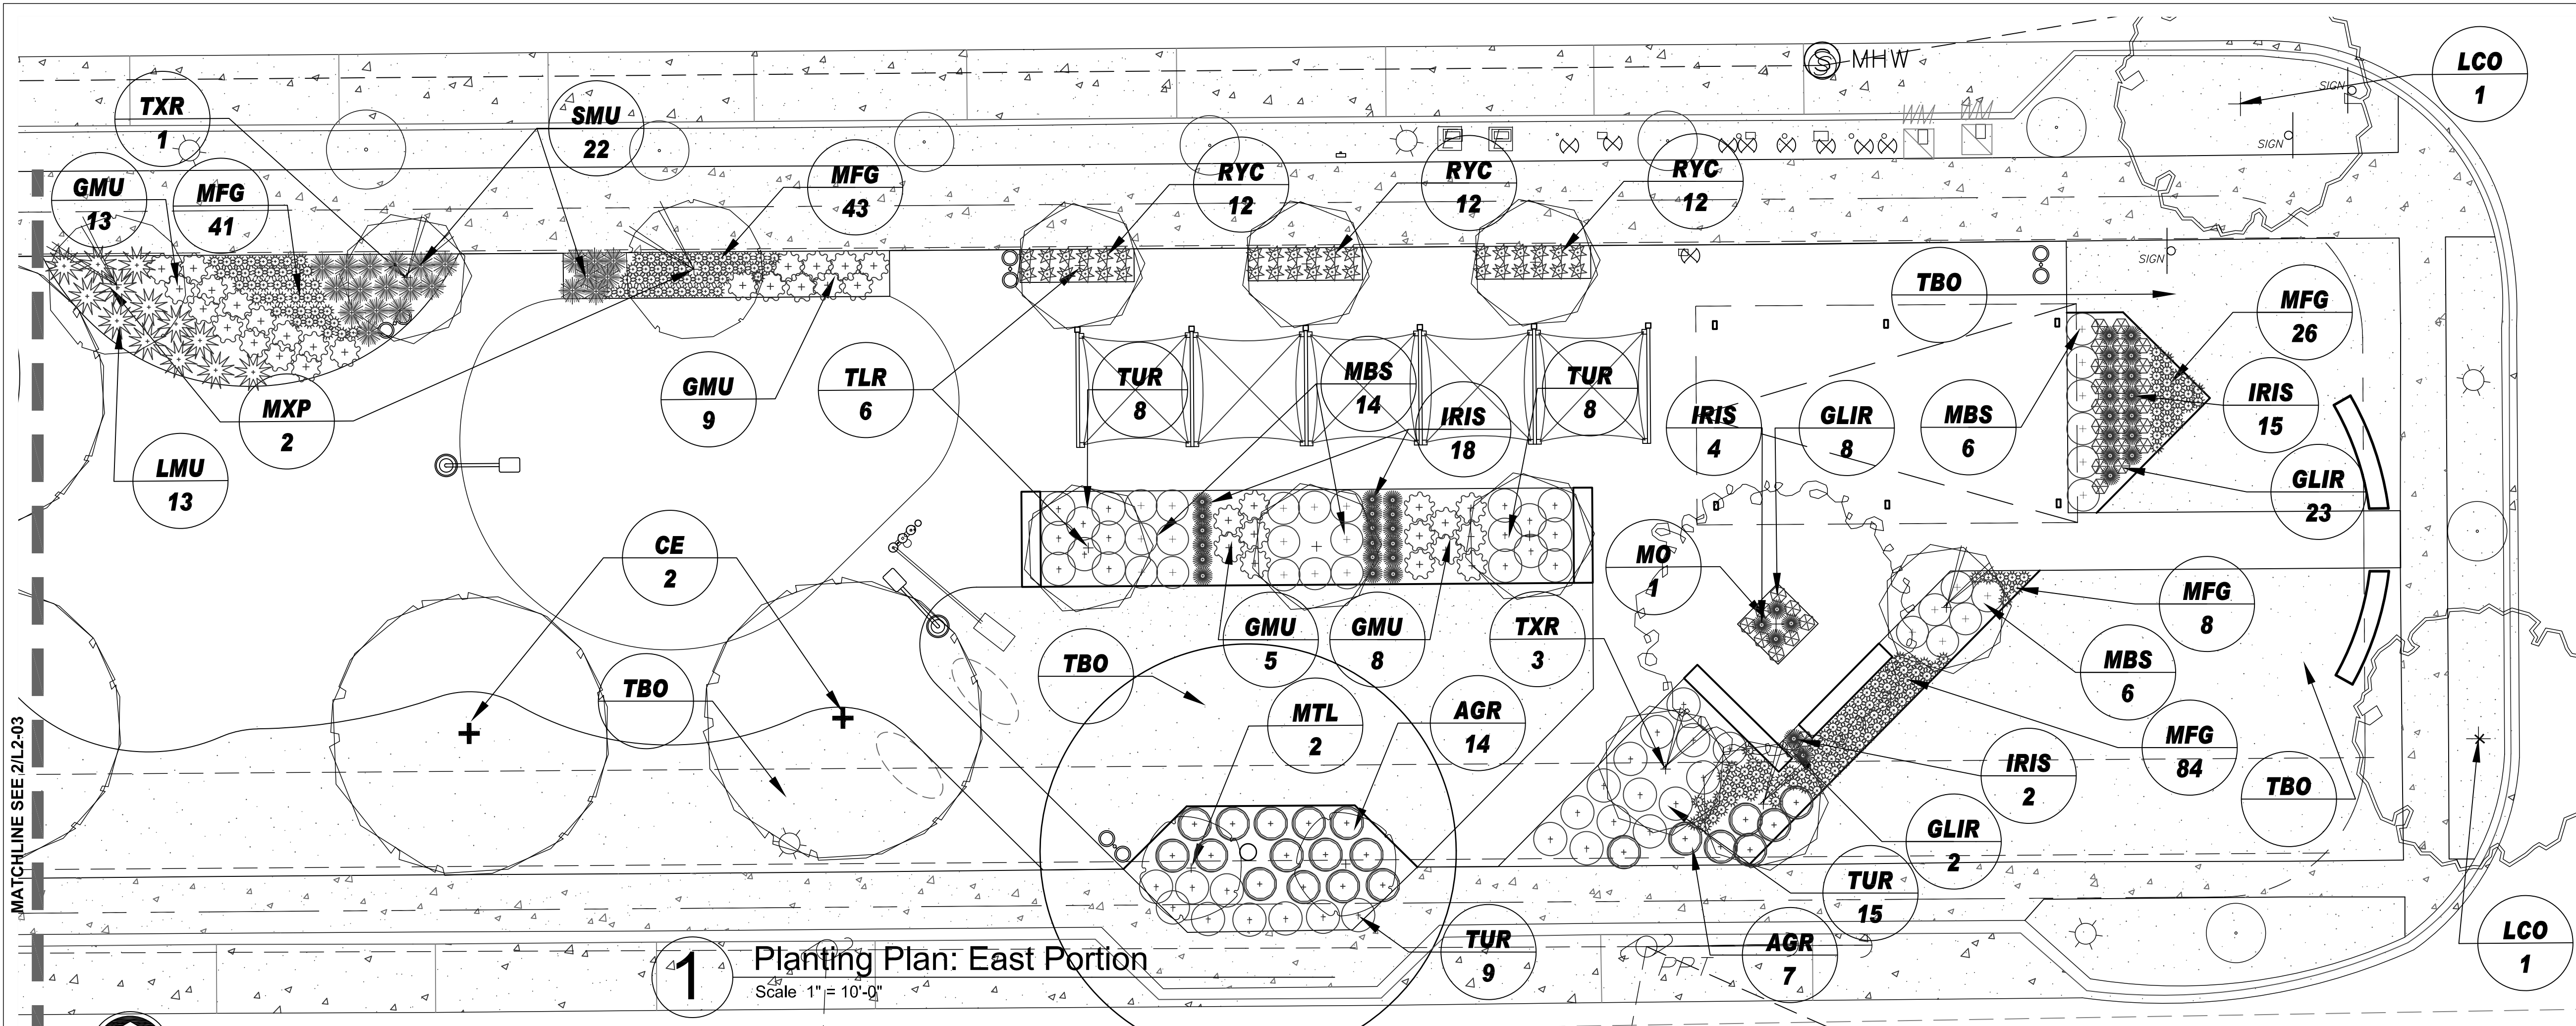 MHW
LCO
1
SIGN
SIGN
TXR
1
SMU
22
GMU
13
MFG
41
MFG
43
RYC
12
RYC
12
RYC
12
SIGN
TBO
MFG
26
GMU
9
TLR
6
TUR
8
MBS
14
IRIS
18
TUR
8
IRIS
4
GLIR
8
MBS
6
IRIS
15
MXP
2
LMU
13
GLIR
23
CE
2
MO
1
MFG
8
GMU
5
GMU
8
TXR
3
TBO
TBO
MBS
6
MTL
2
AGR
14
MFG
84
IRIS
2
TBO
MATCHLINE SEE 2/L2-03
GLIR
2
TUR
15
TUR
9
AGR
7
LCO
1
PPT
1
Planting Plan: East Portion
Scale 1" = 10'-0"